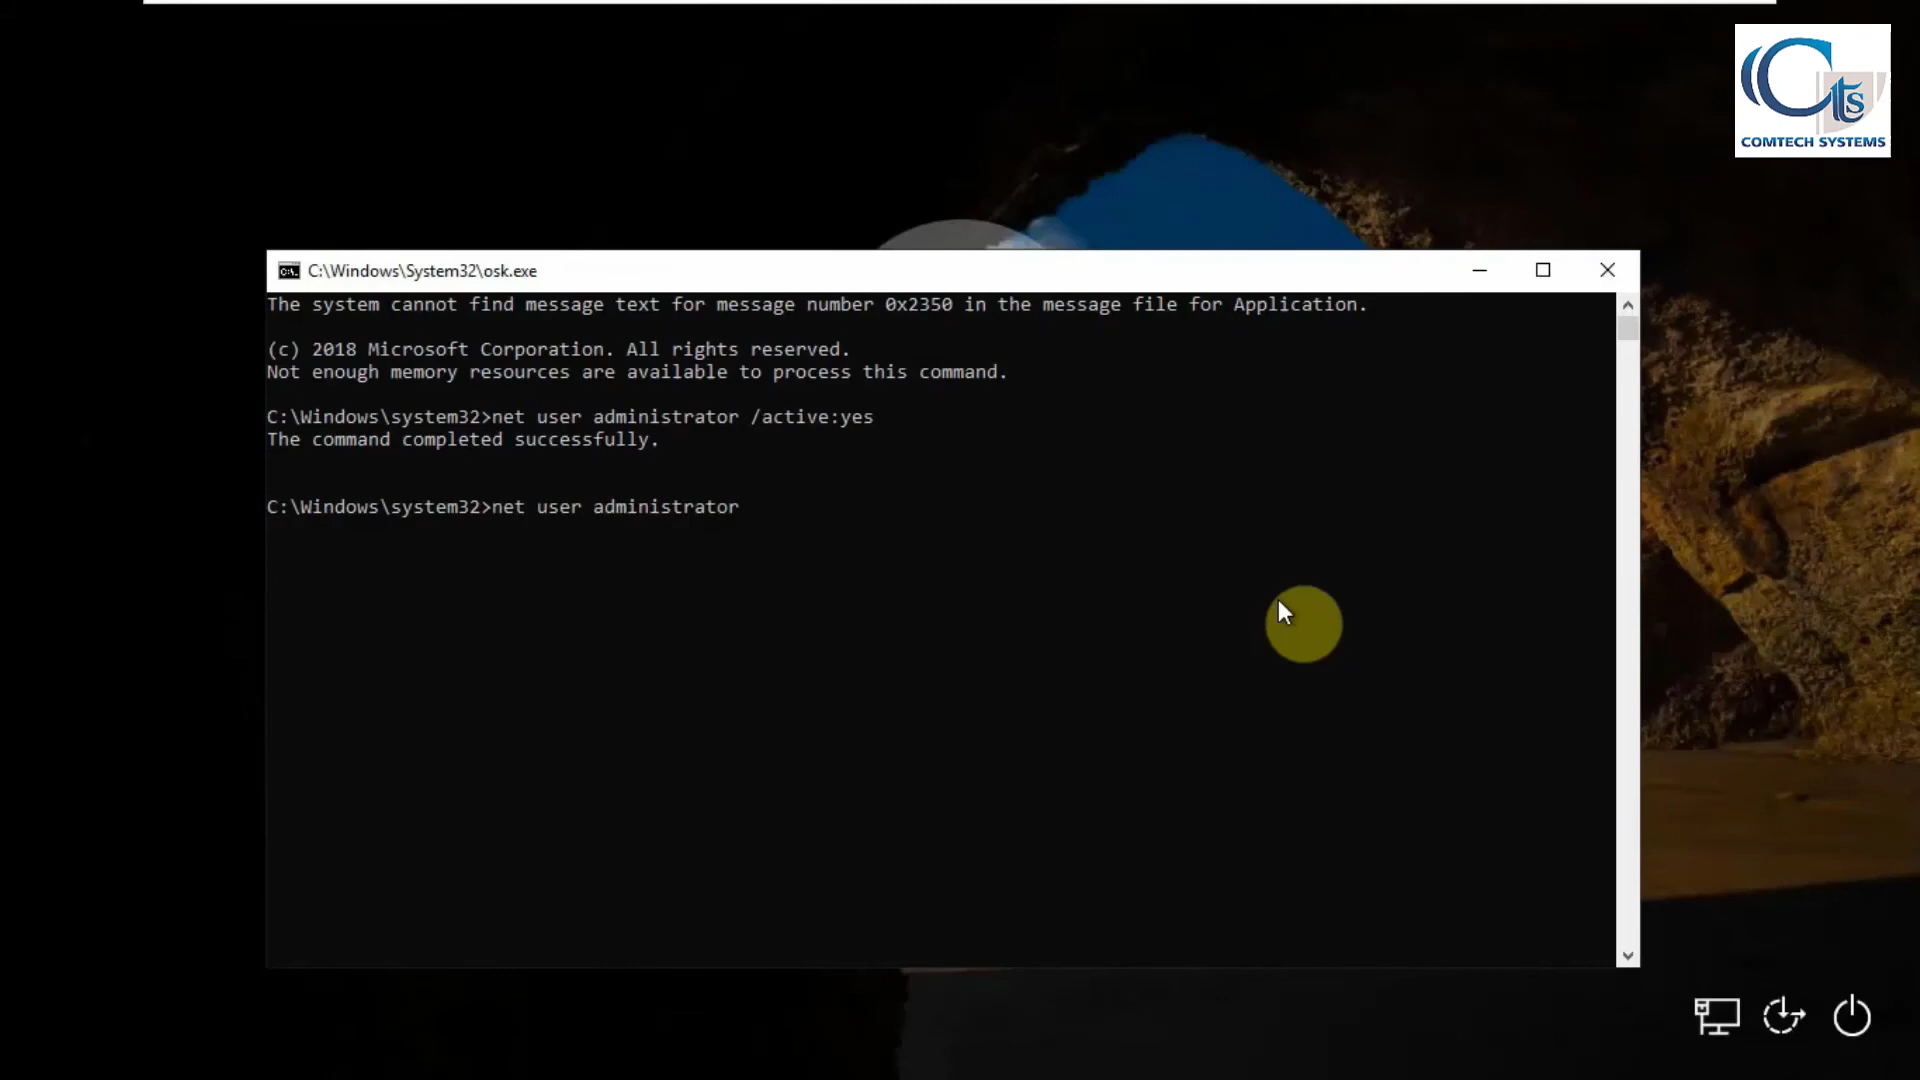 COMTECH SYSTEMS
C:\Windows\System32\osk.exe
The system cannot find message text for message number 0x2350 in the message file for Application.
(c) 2018 Microsoft Corporation. All rights reserved.
Not enough memory resources are available to process this command.
C:\Windows\system32>net user administrator /active:yes
The command completed successfully.
C:\Windows\system32>net user administrator